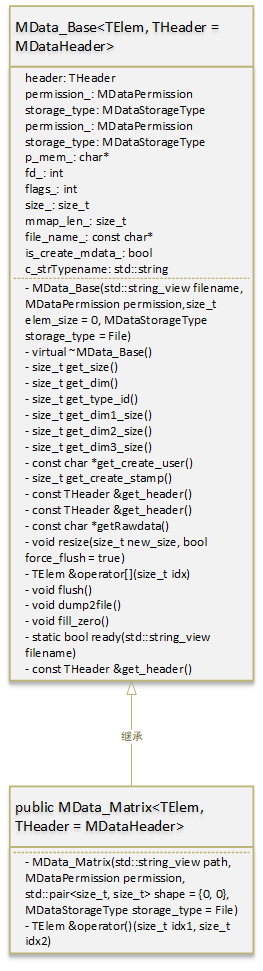 MData_Base<TElem, THeader =
MDataHeader>
header: THeader
permission_: MDataPermission
storage_type: MDataStorageType
permission_: MDataPermission
storage_type: MDataStorageType
p_mem_: char*
fd_: int
flags_: int
size_: size_t
mmap_len_: size_t
file_name_: const char*
is_create_mdata_: bool
c_strTypename: std::string
- MData_Base(std::string_view filename,
MDataPermission permission,size_t
elem_size = 0, MDataStorageType
storage_type = File)
- virtual ~MData_Base()
- size_t get_size()
- size_t get_dim()
- size_t get_type_id()
- size_t get_dim1_size()
- size_t get_dim2_size()
- size_t get_dim3_size()
- const char *get_create_user()
- size_t get_create_stamp()
- const THeader &get_header()
- const THeader &get_header()
- const char *getRawdata()
- void resize(size_t new_size, bool
force_flush = true)
- TElem &operator[](size_t idx)
- void flush()
- void dump2file()
- void fill_zero()
- static bool ready(std::string_view
filename)
- const THeader &get_header()
继承
public MData_Matrix<TElem,
THeader = MDataHeader>
- MData_Matrix(std::string_view path,
MDataPermission permission,
std::pair<size_t, size_t> shape = {0, 0},
MDataStorageType storage_type = File)
- TElem &operator()(size_t idx1, size_t
idx2)